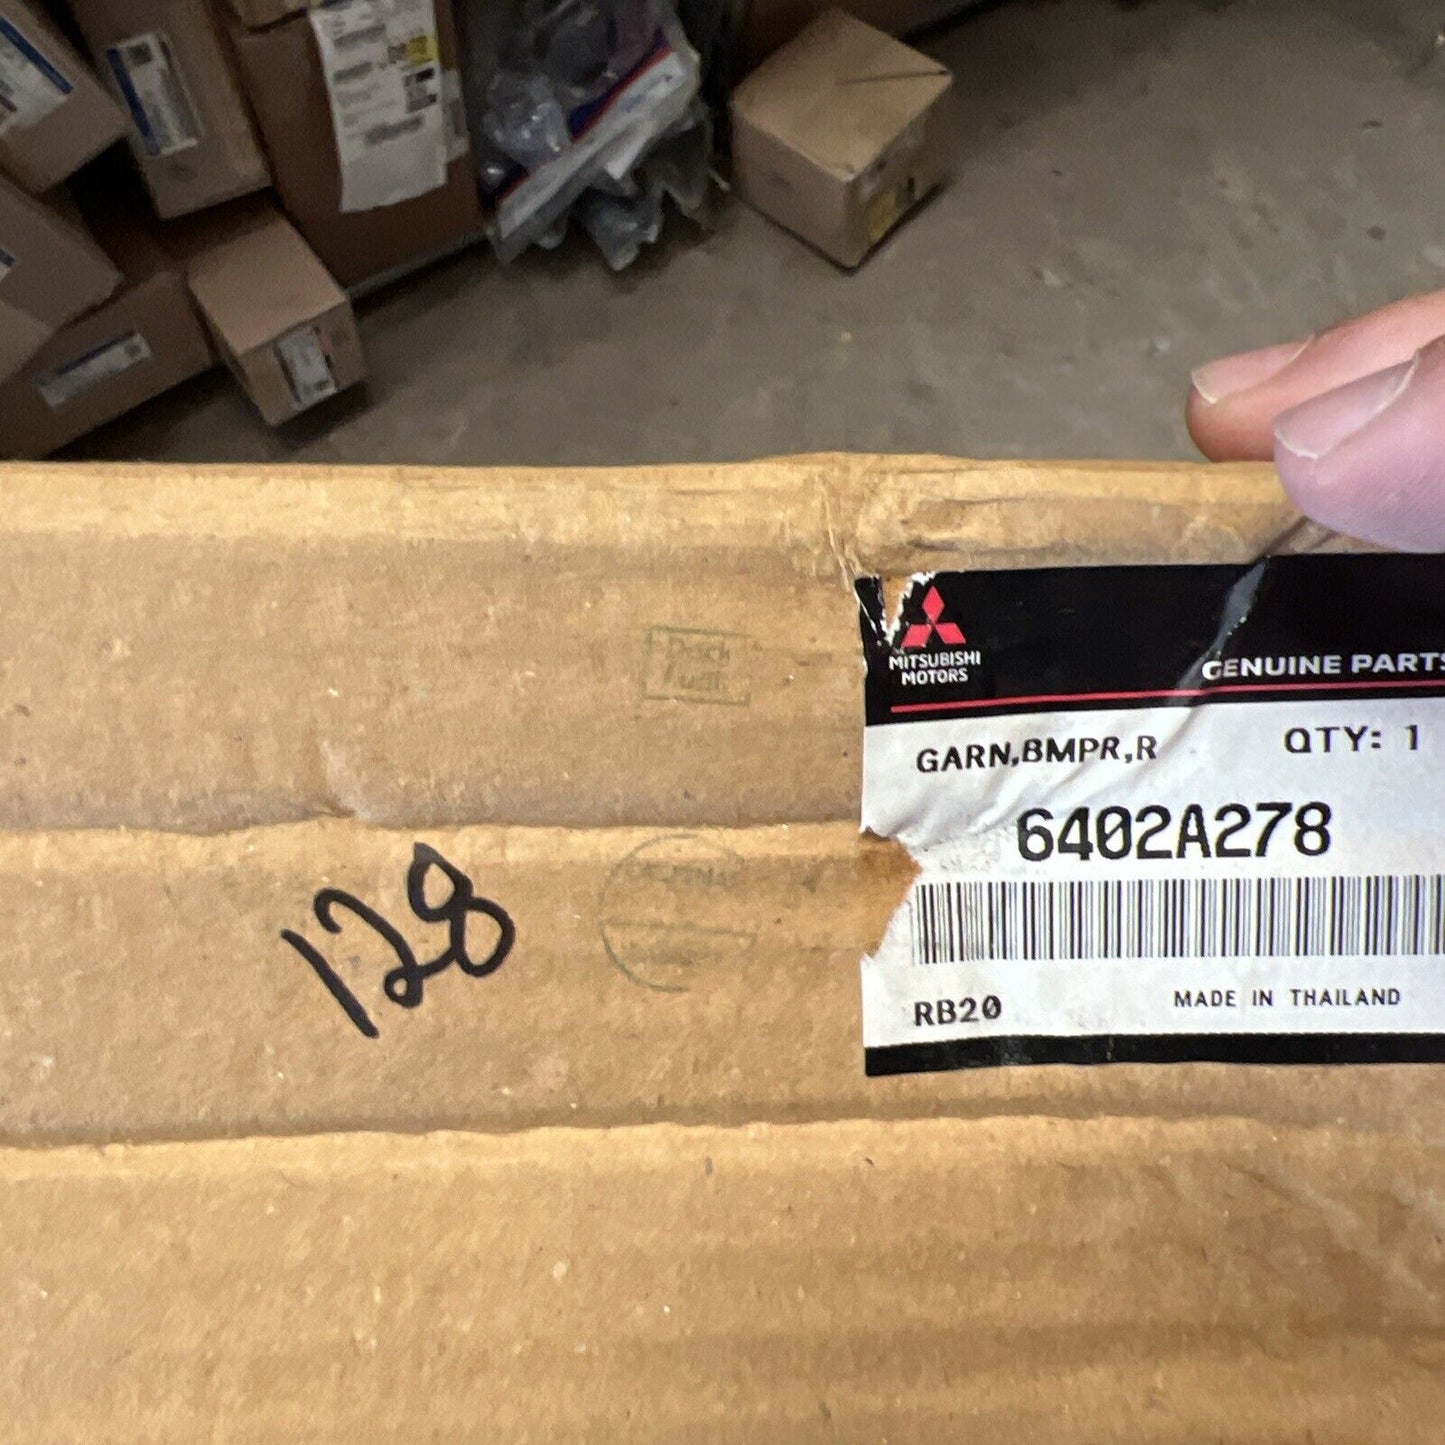 MITSUBISHI
MOTORS
GENUINE PARTS
GARN,BMPR,R
QTY: 1
6402A278
RB20
MADE IN THAILAND
128